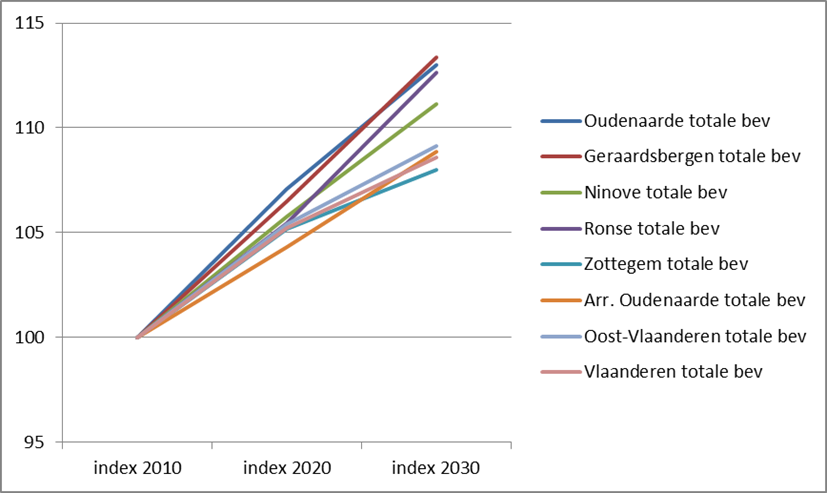 115
110
105
100
95
index 2010
index 2020
index 2030
Oudenaarde totale bev
Geraardsbergen totale bev
Ninove totale bev
Ronse totale bev
Zottegem totale bev
Arr. Oudenaarde totale bev
Oost-Vlaanderen totale bev
Vlaanderen totale bev